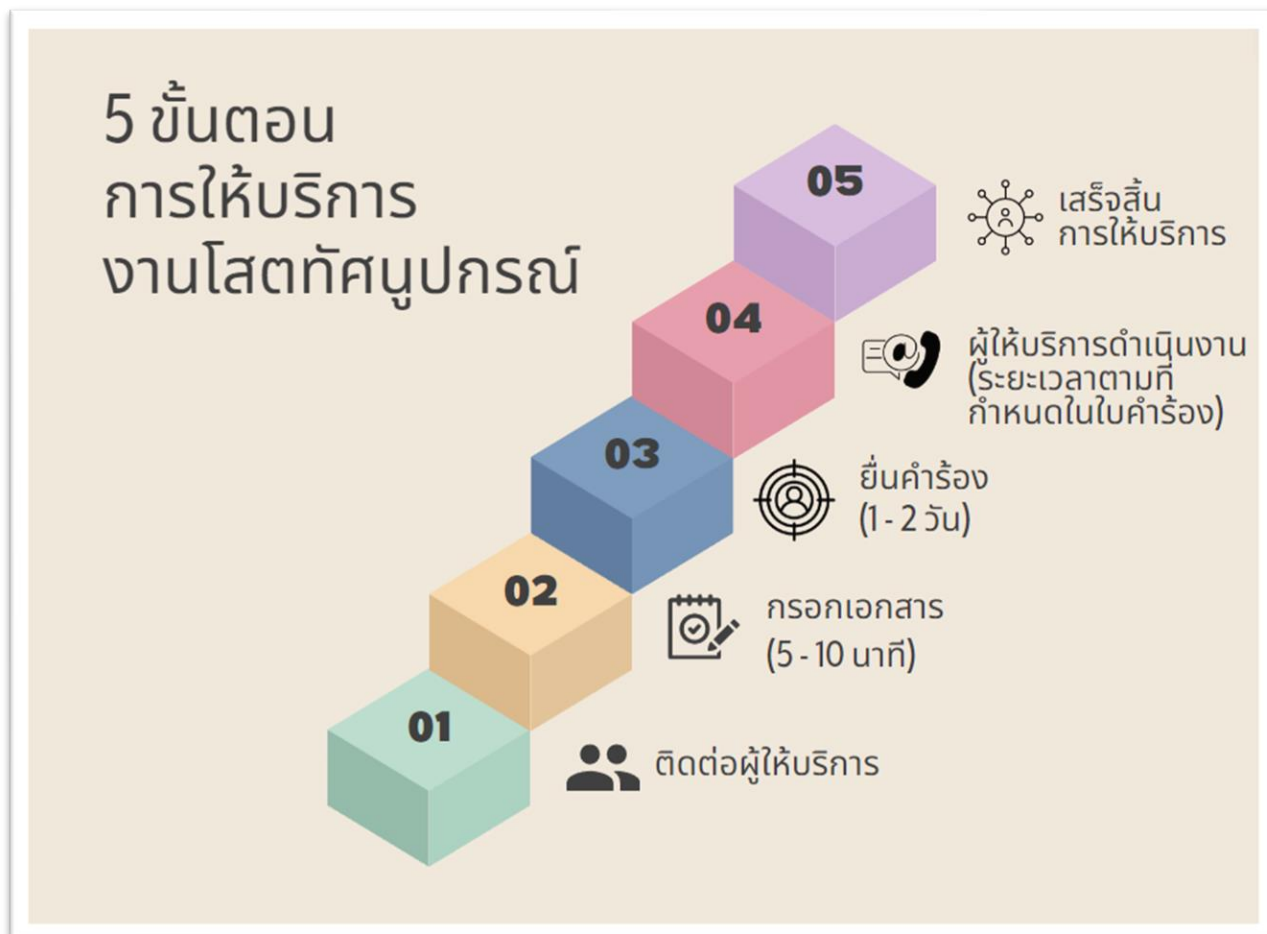 5 ขั้นตอน
การให้บริการ
งานโสตทัศนูปกรณ์
05
เสร็จสิ้น
การให้บริการ
04
ผู้ให้บริการดำเนินงาน
(ระยะเวลาตามที่
กำหนดในใบคำร้อง)
03
ยื่นคำร้อง
(1 - 2 วัน)
02
กรอกเอกสาร
(5 - 10 นาที)
01
ติดต่อผู้ให้บริการ